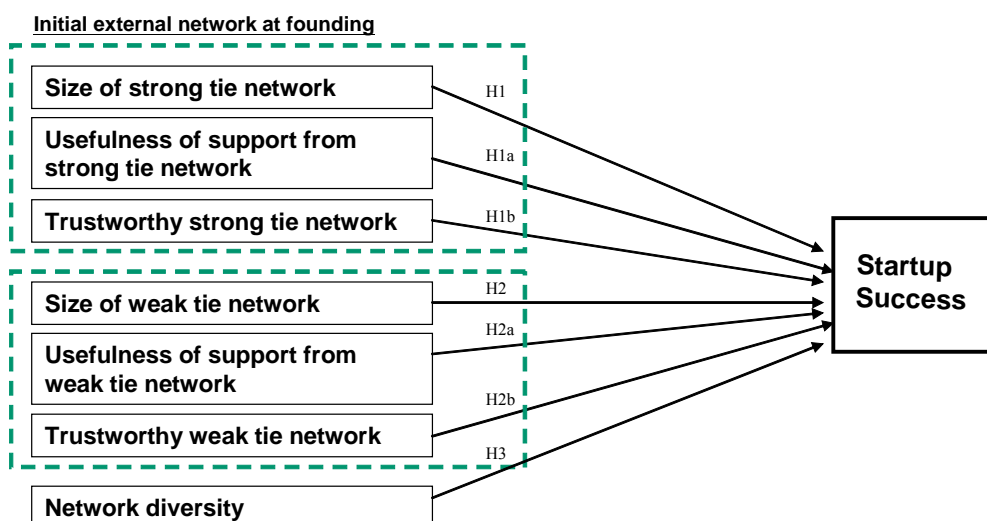 Initial external network at founding
Size of strong tie network
H1
Usefulness of support from
strong tie network
H1a
Trustworthy strong tie network
H1b
Size of weak tie network
H2
Usefulness of support from
weak tie network
H2a
Trustworthy weak tie network
H2b
Network diversity
H3
Startup
Success